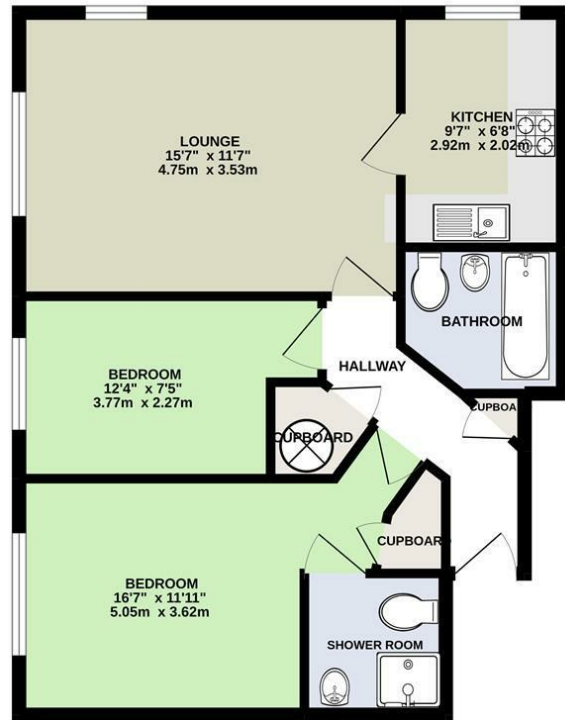 LOUNGE
15'7" x 11'7"
4.75m x 3.53m
KITCHEN
9'7" x 6'8"
2.92m x 2.02m
BATHROOM
HALLWAY
BEDROOM
12'4" x 7'5"
3.77m x 2.27m
CUPBOARD
CUPBOA
CUPBOARD
BEDROOM
16'7" x 11'11"
5.05m x 3.62m
SHOWER ROOM